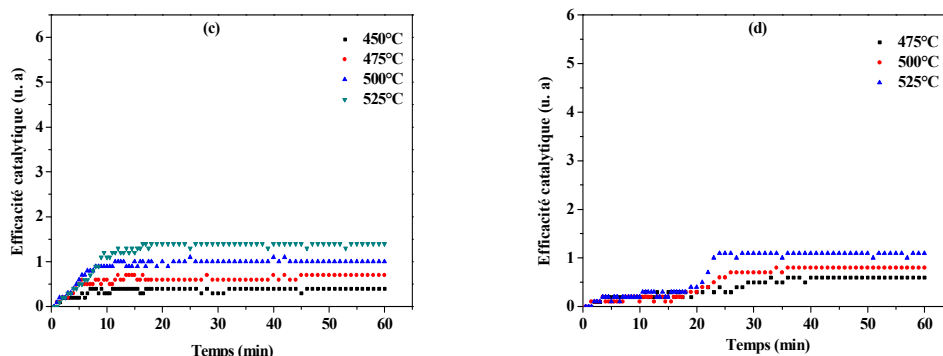 (c)
6
5
4
3
2
1
0
0 10 20 30 40 50 60
Efficacité catalytique (u. a)
Temps (min)
450°C
475°C
500°C
525°C
(d)
6
5
4
3
2
1
0
0 10 20 30 40 50 60
Efficacité catalytique (u. a)
Temps (min)
475°C
500°C
525°C